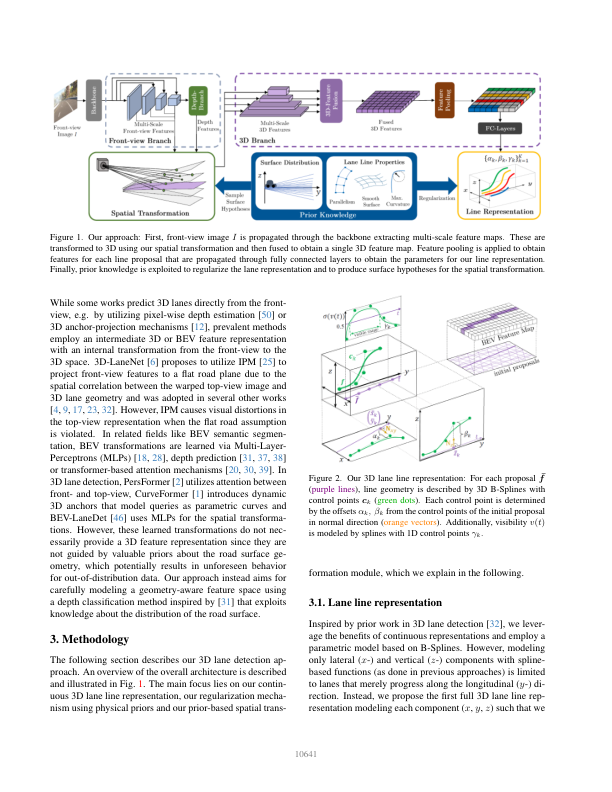 Front-view
Image I
Backbone
Multi-Scale
Front-view Features
Front-view Branch
Depth-
Branch
Depth
Features
Multi-Scale
3D Features
3D Branch
3D-Feature
Fusion
Fused
3D Features
Feature
Pooling
FC-Layers
Spatial Transformation
Sample
Surface
Hypotheses
Surface Distribution
Lane Line Properties
Parallelism
Smooth
Surface
Max.
Curvature
Prior Knowledge
Regularization
Line Representation
Figure 1. Our approach: First, front-view image I is propagated through the backbone extracting multi-scale feature maps. These are
transformed to 3D using our spatial transformation and then fused to obtain a single 3D feature map. Feature pooling is applied to obtain
features for each line proposal that are propagated through fully connected layers to obtain the parameters for our line representation.
Finally, prior knowledge is exploited to regularize the lane representation and to produce surface hypotheses for the spatial transformation.
While some works predict 3D lanes directly from the front-
view, e.g. by utilizing pixel-wise depth estimation [50] or
3D anchor-projection mechanisms [12], prevalent methods
employ an intermediate 3D or BEV feature representation
with an internal transformation from the front-view to the
3D space. 3D-LaneNet [6] proposes to utilize IPM [25] to
project front-view features to a flat road plane due to the
spatial correlation between the warped top-view image and
3D lane geometry and was adopted in several other works
[4, 9, 17, 23, 32]. However, IPM causes visual distortions in
the top-view representation when the flat road assumption
is violated. In related fields like BEV semantic segmen-
tation, BEV transformations are learned via Multi-Layer-
Perceptrons (MLPs) [18, 28], depth prediction [31, 37, 38]
or transformer-based attention mechanisms [20, 30, 39]. In
3D lane detection, PersFormer [2] utilizes attention between
front- and top-view, CurveFormer [1] introduces dynamic
3D anchors that model queries as parametric curves and
BEV-LaneDet [46] uses MLPs for the spatial transforma-
tions. However, these learned transformations do not nec-
essarily provide a 3D feature representation since they are
not guided by valuable priors about the road surface ge-
ometry, which potentially results in unforeseen behavior
for out-of-distribution data. Our approach instead aims for
carefully modeling a geometry-aware feature space using
a depth classification method inspired by [31] that exploits
knowledge about the distribution of the road surface.
3. Methodology
The following section describes our 3D lane detection ap-
proach. An overview of the overall architecture is described
and illustrated in Fig. 1. The main focus lies on our contin-
uous 3D lane line representation, our regularization mecha-
nism using physical priors and our prior-based spatial trans-
σ(v(t))
0.5
visible range
BEV Feature Map
initial proposals
Figure 2. Our 3D lane line representation: For each proposal f̄
(purple lines), line geometry is described by 3D B-Splines with
control points cₖ (green dots). Each control point is determined
by the offsets αₖ, βₖ from the control points of the initial proposal
in normal direction (orange vectors). Additionally, visibility v(t)
is modeled by splines with 1D control points γₖ.
formation module, which we explain in the following.
3.1. Lane line representation
Inspired by prior work in 3D lane detection [32], we lever-
age the benefits of continuous representations and employ a
parametric model based on B-Splines. However, modeling
only lateral (x-) and vertical (z-) components with spline-
based functions (as done in previous approaches) is limited
to lanes that merely progress along the longitudinal (y-) di-
rection. Instead, we propose the first full 3D lane line rep-
resentation modeling each component (x, y, z) such that we
10641